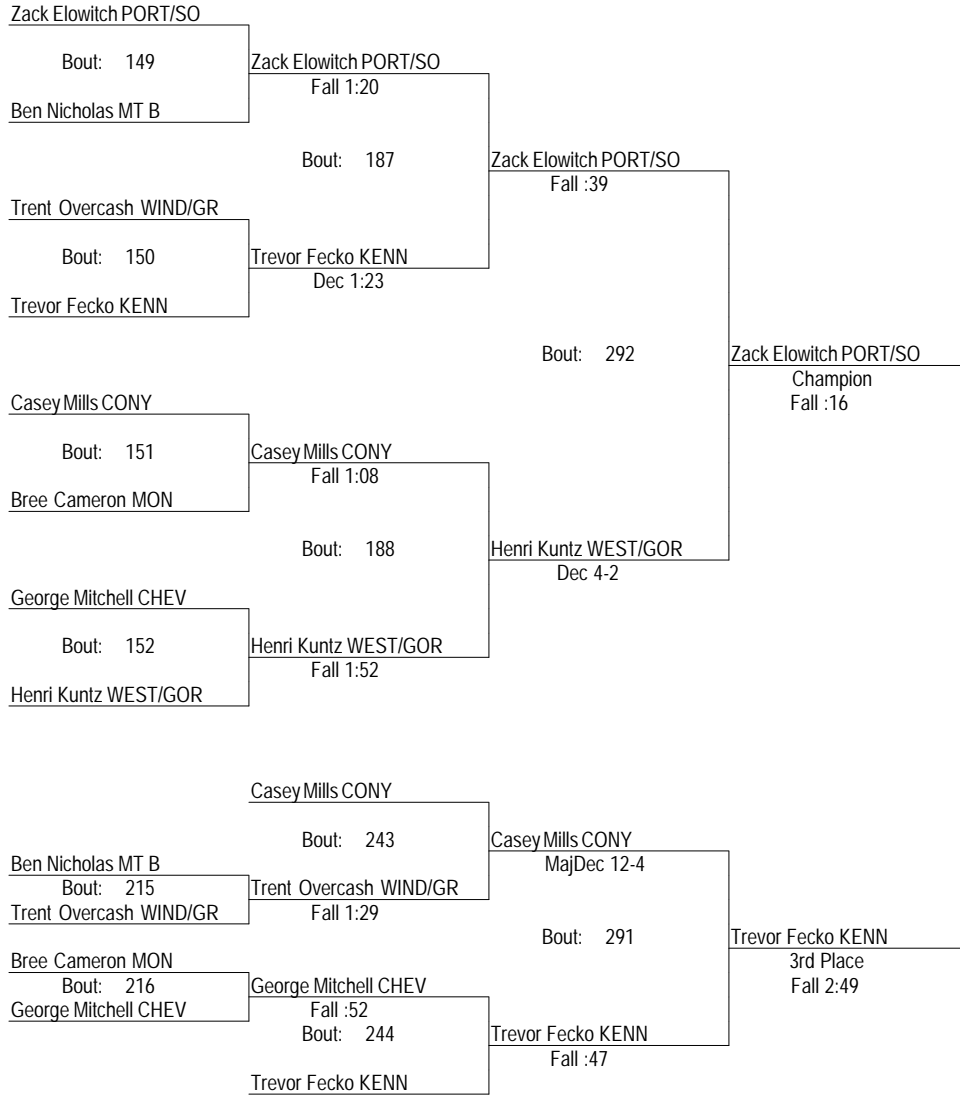 Zack Elowitch PORT/SO
Bout: 149
Zack Elowitch PORT/SO
Fall 1:20
Ben Nicholas MT B
Bout: 187
Zack Elowitch PORT/SO
Fall :39
Trent Overcash WIND/GR
Bout: 150
Trevor Fecko KENN
Dec 1:23
Trevor Fecko KENN
Bout: 292
Zack Elowitch PORT/SO
Champion
Fall :16
Casey Mills CONY
Bout: 151
Casey Mills CONY
Fall 1:08
Bree Cameron MON
Bout: 188
Henri Kuntz WEST/GOR
Dec 4-2
George Mitchell CHEV
Bout: 152
Henri Kuntz WEST/GOR
Fall 1:52
Henri Kuntz WEST/GOR
Casey Mills CONY
Bout: 243
Casey Mills CONY
MajDec 12-4
Ben Nicholas MT B
Bout: 215
Trent Overcash WIND/GR
Trent Overcash WIND/GR
Fall 1:29
Bout: 291
Trevor Fecko KENN
3rd Place
Fall 2:49
Bree Cameron MON
Bout: 216
George Mitchell CHEV
George Mitchell CHEV
Fall :52
Bout: 244
Trevor Fecko KENN
Fall :47
Trevor Fecko KENN